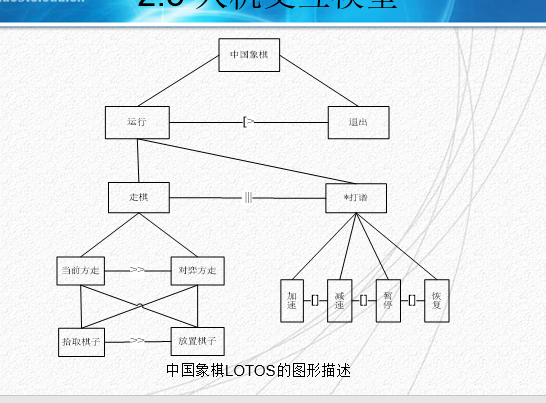 2.3 人机交互模型
中国象棋
运行
[>
退出
走棋
|||
*打谱
当前方走
>>
对弈方走
加速
[]
减速
[]
暂停
[]
恢复
拾取棋子
>>
放置棋子
中国象棋LOTOS的图形描述